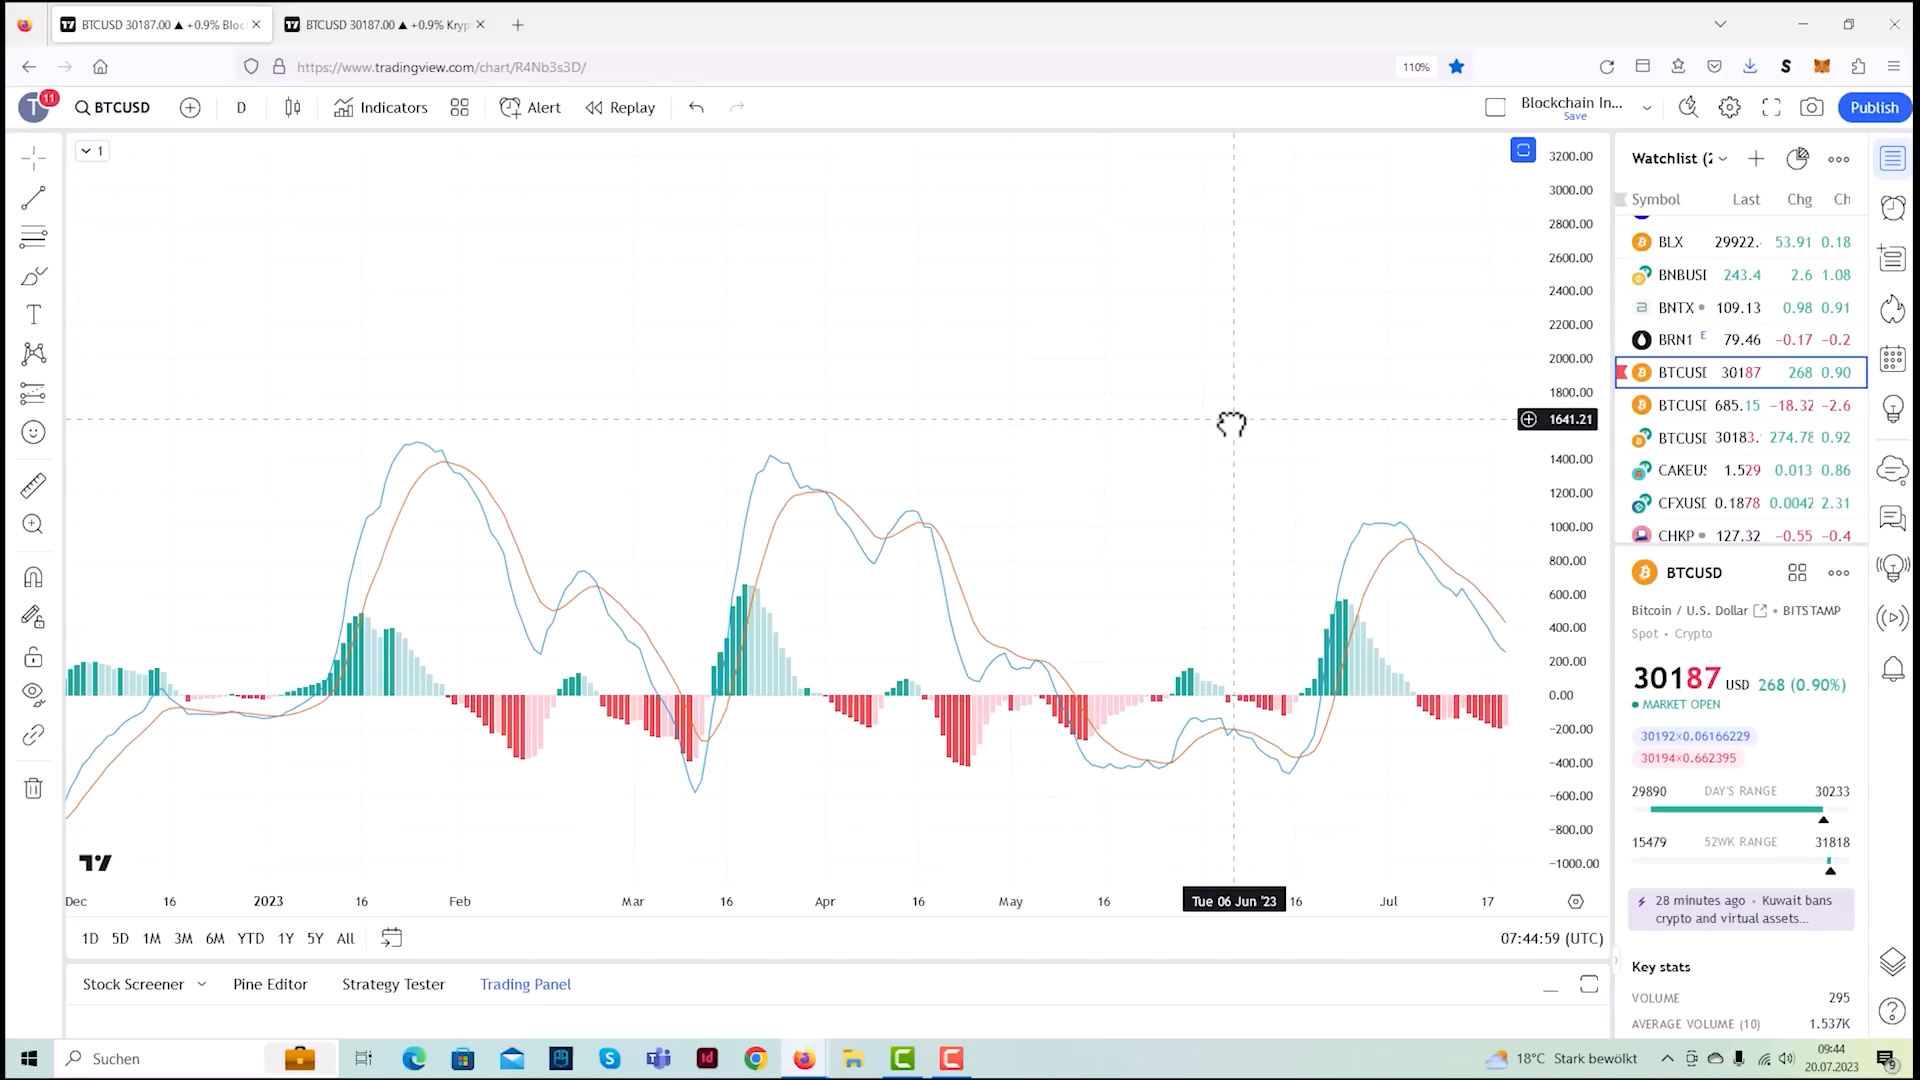 BTCUSD 30187.00 ▲ +0.9% Bloc
BTCUSD 30187.00 ▲ +0.9% Kryp
https://www.tradingview.com/chart/R4Nb3s3D/
110%
S
T
11
BTCUSD
D
Indicators
Alert
Replay
Blockchain In...
Save
Publish
1
3200.00
3000.00
2800.00
2600.00
2400.00
2200.00
2000.00
1800.00
1641.21
1400.00
1200.00
1000.00
800.00
600.00
400.00
200.00
0.00
−200.00
−400.00
−600.00
−800.00
−1000.00
Dec 16 2023 16 Feb Mar 16 Apr 16 May 16 Tue 06 Jun '23 16 Jul 17
1D 5D 1M 3M 6M YTD 1Y 5Y All
07:44:59 (UTC)
Stock Screener Pine Editor Strategy Tester Trading Panel
Watchlist (2
Symbol Last Chg Ch
BLX 29922. 53.91 0.18
BNBUSI 243.4 2.6 1.08
BNTX 109.13 0.98 0.91
BRN1 E 79.46 −0.17 −0.2
BTCUSI 30187 268 0.90
BTCUSI 685.15 −18.32 −2.6
BTCUSI 30183. 274.78 0.92
CAKEUS 1.529 0.013 0.86
CFXUSI 0.1878 0.0042 2.31
CHKP 127.32 −0.55 −0.4
BTCUSD
Bitcoin / U.S. Dollar • BITSTAMP
Spot • Crypto
30187 USD 268 (0.90%)
MARKET OPEN
30192×0.06166229
30194×0.662395
29890 DAY'S RANGE 30233
15479 52WK RANGE 31818
28 minutes ago • Kuwait bans
crypto and virtual assets...
Key stats
VOLUME 295
AVERAGE VOLUME (10) 1.537K
Suchen
Id
18°C Stark bewölkt
09:44
20.07.2023
9